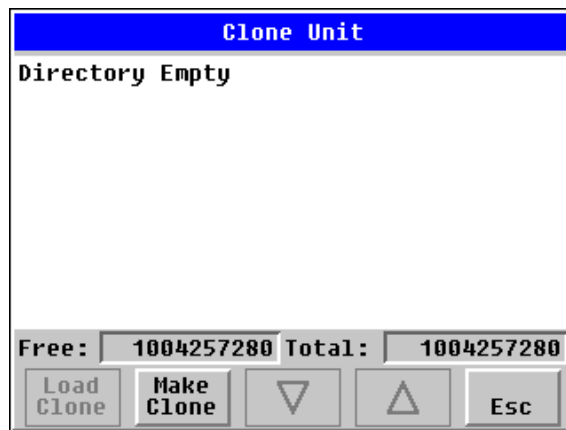 Clone Unit
Directory Empty
Free: 1004257280 Total: 1004257280
Load
Clone
Make
Clone
Esc